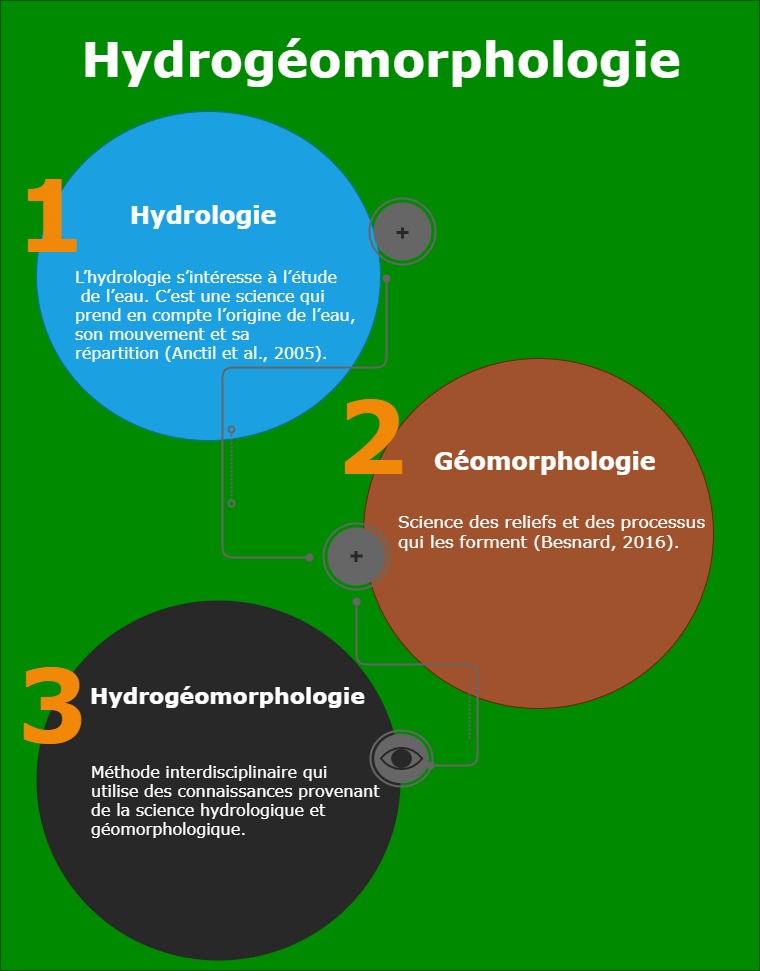 Hydrogéomorphologie
1
Hydrologie
+
L’hydrologie s’intéresse à l’étude
de l’eau. C’est une science qui
prend en compte l’origine de l’eau,
son mouvement et sa
répartition (Anctil et al., 2005).
2
Géomorphologie
Science des reliefs et des processus
qui les forment (Besnard, 2016).
+
3
Hydrogéomorphologie
Méthode interdisciplinaire qui
utilise des connaissances provenant
de la science hydrologique et
géomorphologique.